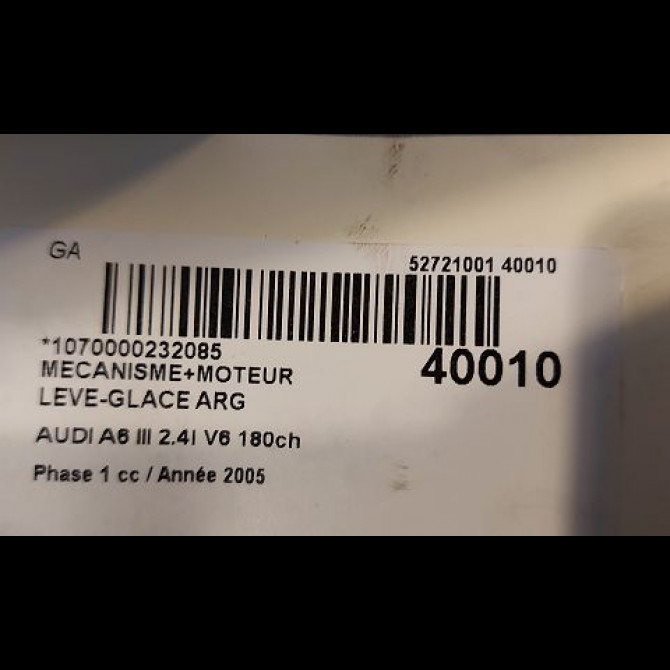 GA
52721001 40010
*1070000232085
40010
MECANISME+MOTEUR
LEVE-GLACE ARG
AUDI A6 III 2.4I V6 180ch
Phase 1 cc / Année 2005